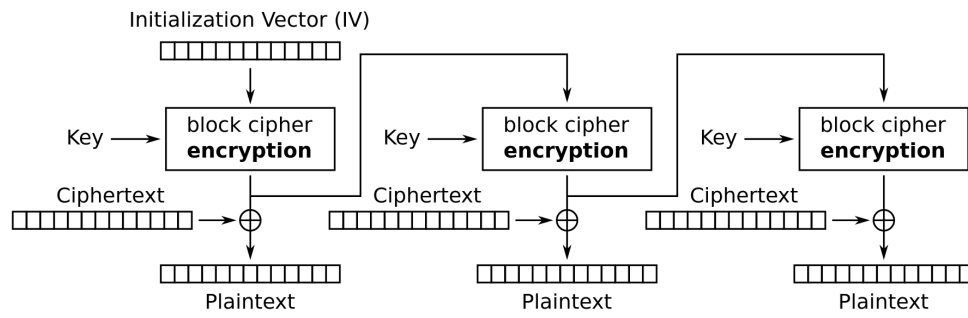 Initialization Vector (IV)
Key
block cipher
encryption
Ciphertext
Plaintext
Key
block cipher
encryption
Ciphertext
Plaintext
Key
block cipher
encryption
Ciphertext
Plaintext